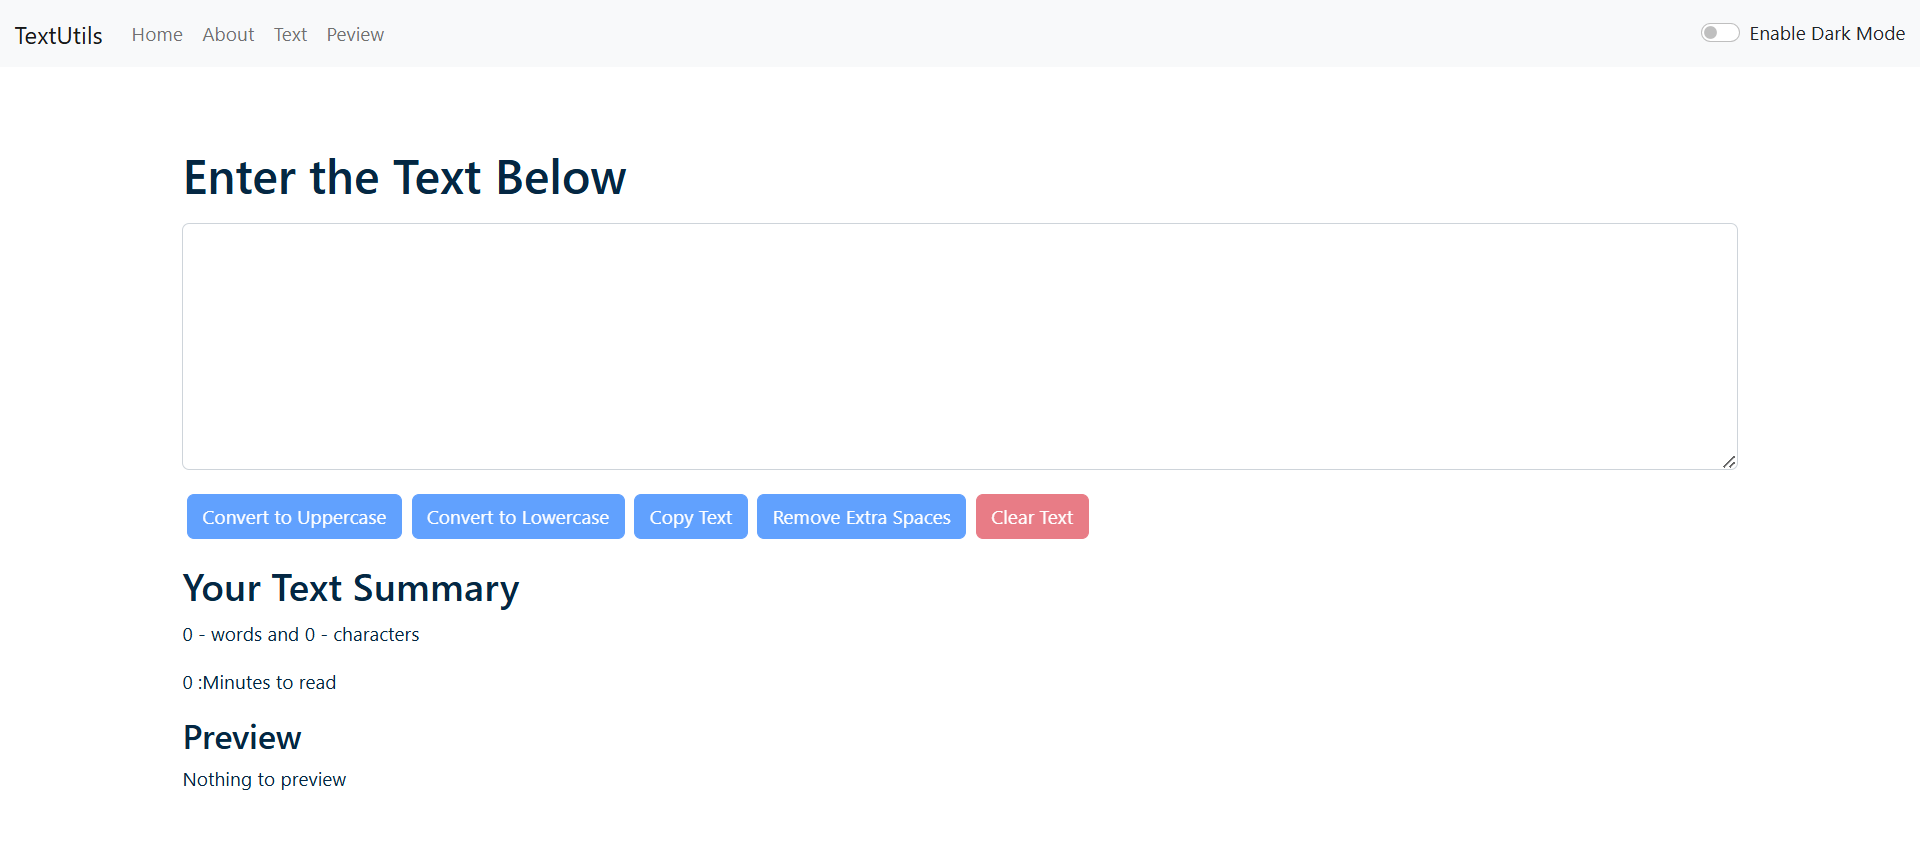 TextUtils Home About Text Peview Enable Dark Mode
Enter the Text Below
Convert to Uppercase Convert to Lowercase Copy Text Remove Extra Spaces Clear Text
Your Text Summary
0 - words and 0 - characters
0 :Minutes to read
Preview
Nothing to preview